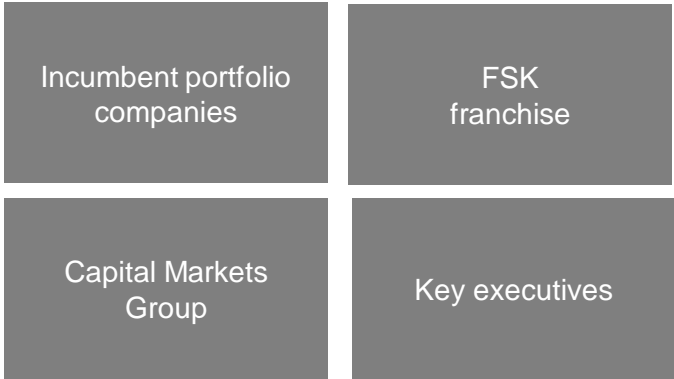 Incumbent portfolio
companies
FSK
franchise
Capital Markets
Group
Key executives